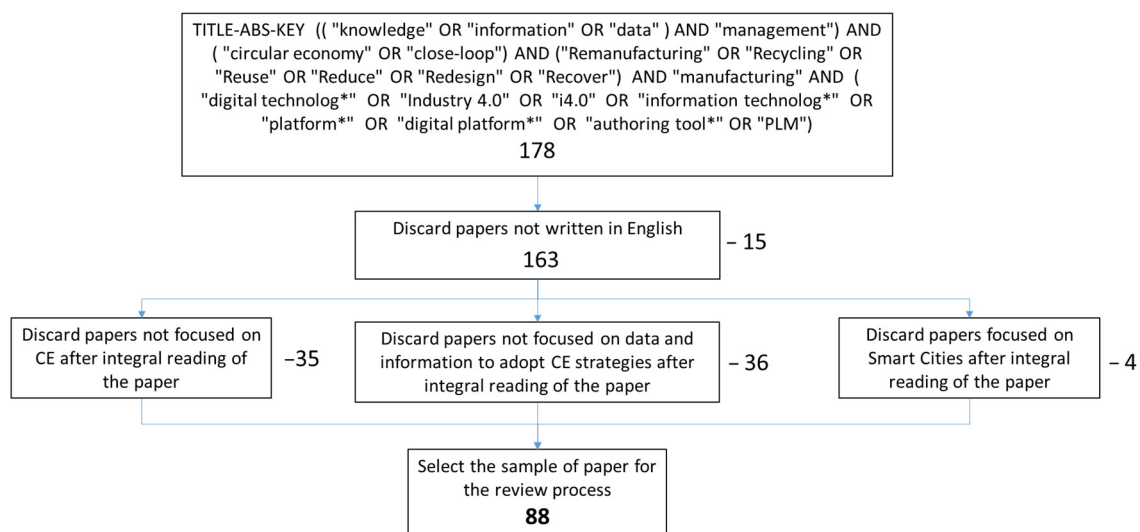 TITLE-ABS-KEY (( "knowledge" OR "information" OR "data" ) AND "management") AND
( "circular economy" OR "close-loop") AND ("Remanufacturing" OR "Recycling" OR
"Reuse" OR "Reduce" OR "Redesign" OR "Recover") AND "manufacturing" AND (
"digital technolog*" OR "Industry 4.0" OR "i4.0" OR "information technolog*" OR
"platform*" OR "digital platform*" OR "authoring tool*" OR "PLM")
178
Discard papers not written in English
163
– 15
Discard papers not focused on
CE after integral reading of
the paper
–35
Discard papers not focused on data and
information to adopt CE strategies after
integral reading of the paper
– 36
Discard papers focused on
Smart Cities after integral
reading of the paper
– 4
Select the sample of paper for
the review process
88